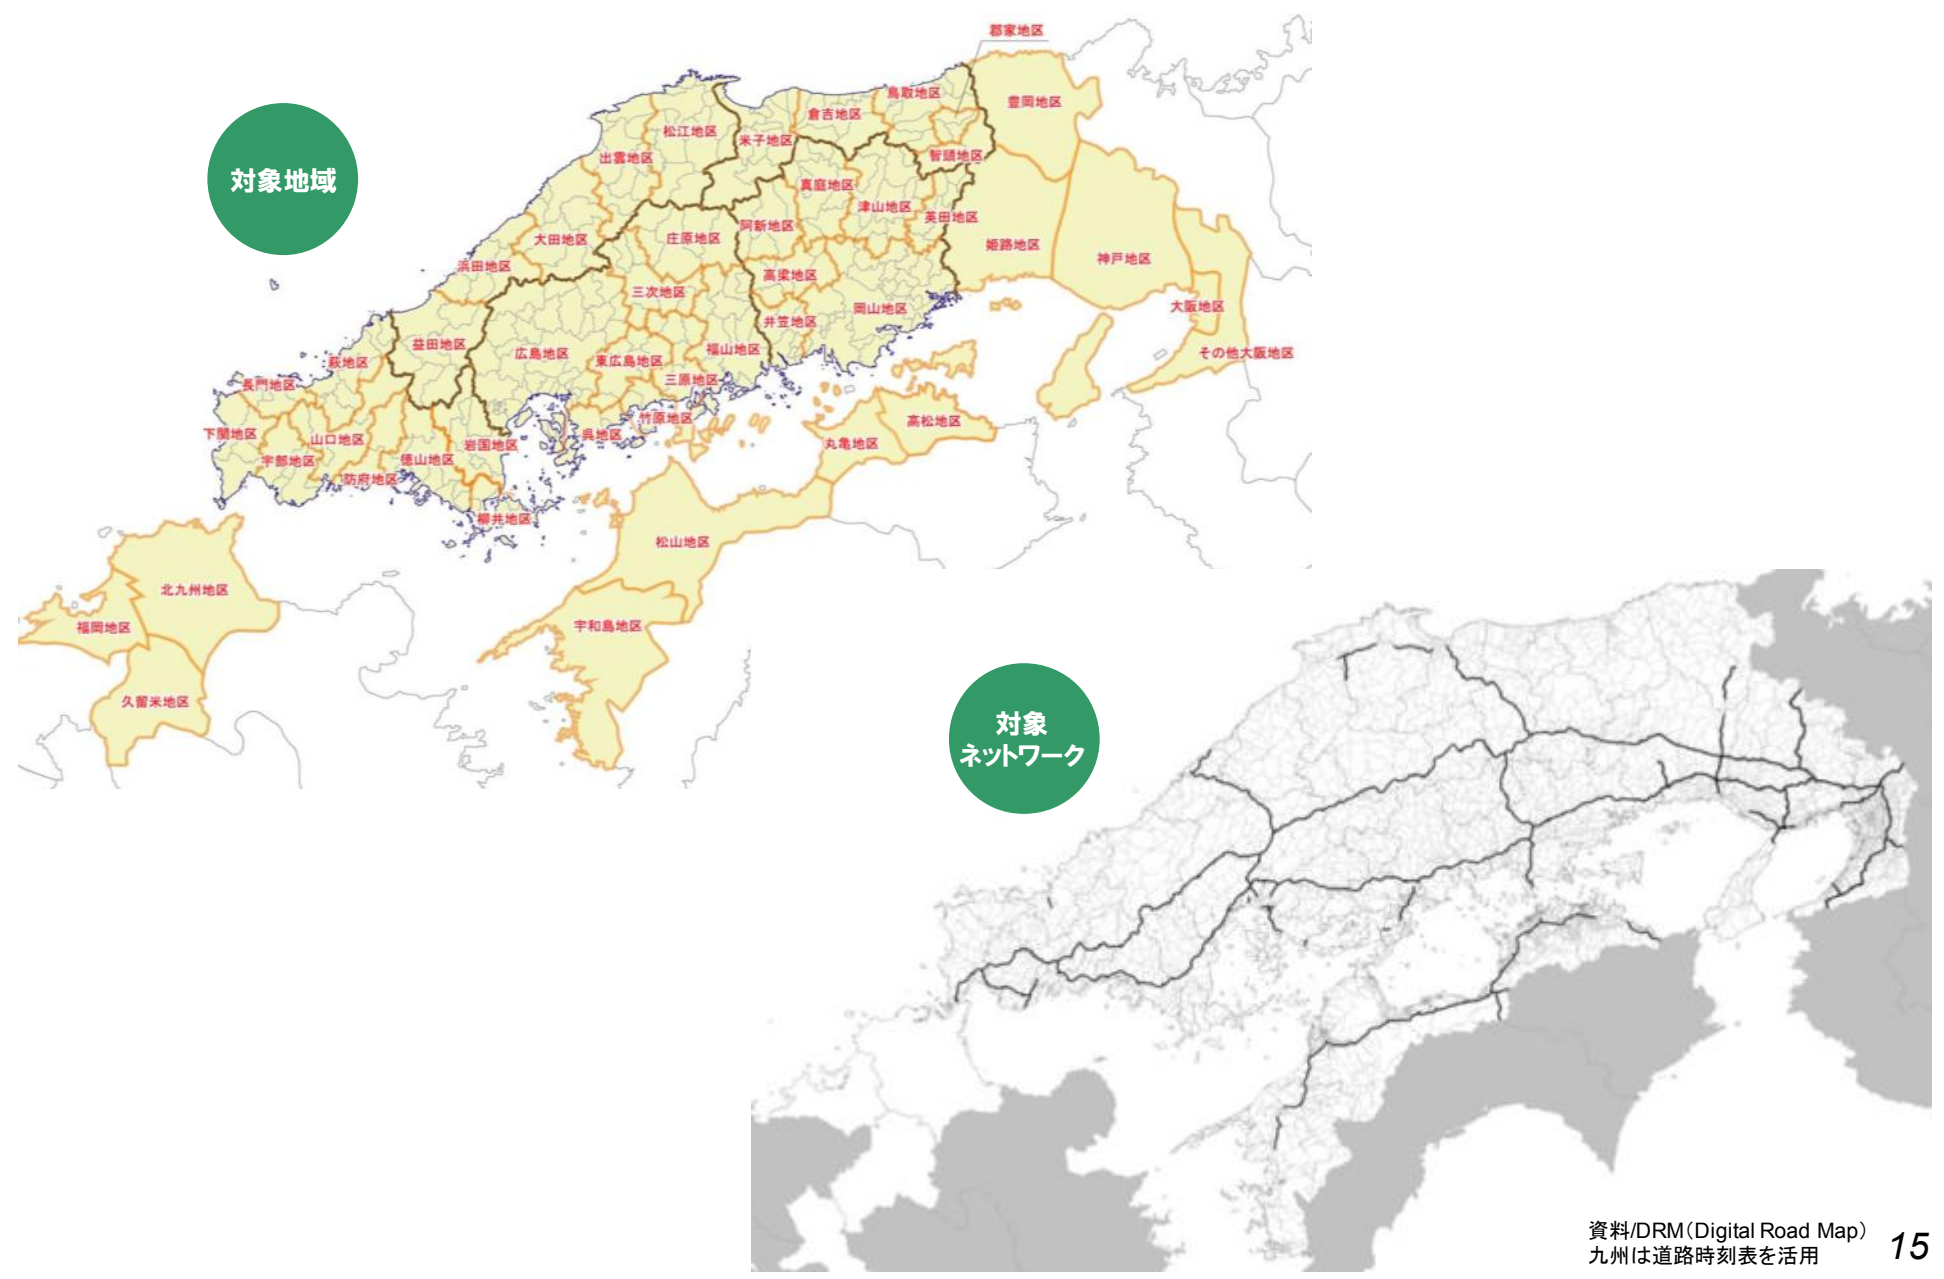 郡家地区
豊岡地区
鳥取地区
倉吉地区
松江地区
米子地区
出雲地区
智頭地区
対象地域
真庭地区
津山地区
英田地区
阿新地区
大田地区
庄原地区
姫路地区
神戸地区
浜田地区
高梁地区
三次地区
大阪地区
岡山地区
井笠地区
益田地区
広島地区
福山地区
その他大阪地区
東広島地区
萩地区
三原地区
長門地区
竹原地区
高松地区
下関地区
呉地区
山口地区
岩国地区
丸亀地区
宇部地区
徳山地区
防府地区
柳井地区
松山地区
北九州地区
福岡地区
宇和島地区
久留米地区
対象
ネットワーク
資料/DRM(Digital Road Map)
九州は道路時刻表を活用
15